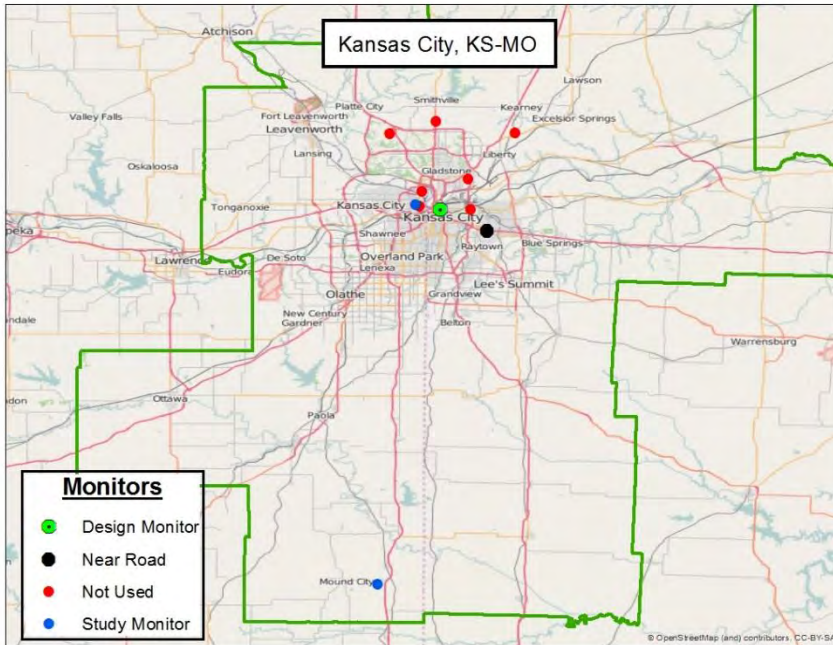 Kansas City, KS-MO
Atchison
Lawson
Smithville
Platte City
Kearney
Valley Falls
Fort Leavenworth
Excelsior Springs
Leavenworth
Lansing
Liberty
Oskaloosa
Gladstone
Tonganoxie
Kansas City
Kansas City
peka
Shawnee
Raytown
Blue Springs
De Soto
Overland Park
Lawrence
Eudora
Lenexa
Lee's Summit
Olathe
Grandview
New Century
Gardner
Belton
ndale
Warrensburg
Ottawa
don
Paola
Monitors
Design Monitor
Near Road
Not Used
Study Monitor
Mound City
© OpenStreetMap (and) contributors, CC-BY-SA